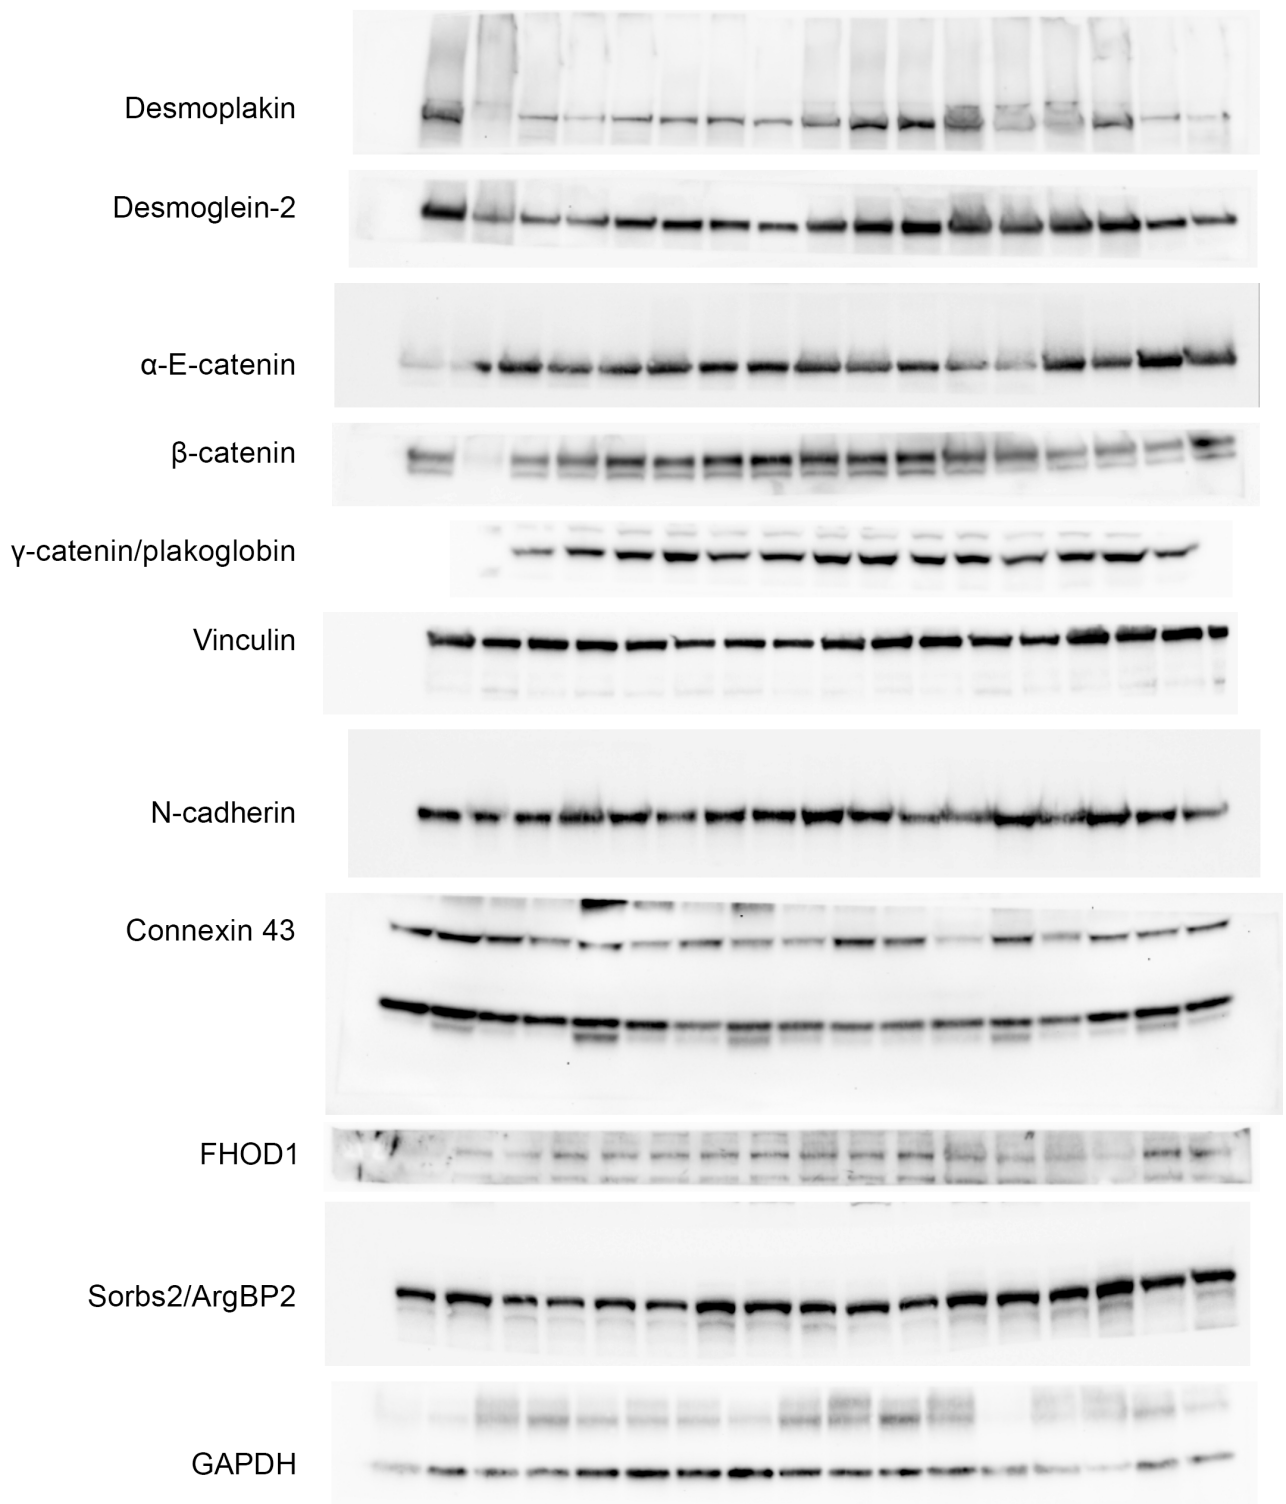 Desmoplakin
Desmoglein-2
α-E-catenin
β-catenin
γ-catenin/plakoglobin
Vinculin
N-cadherin
Connexin 43
FHOD1
Sorbs2/ArgBP2
GAPDH